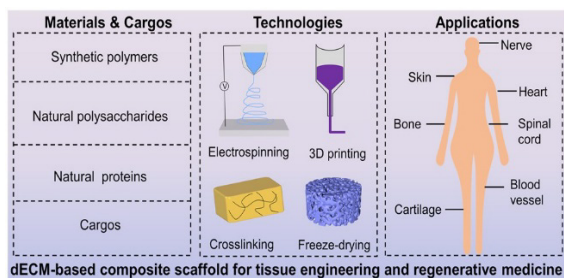 Materials & Cargos
Synthetic polymers
Natural polysaccharides
Natural proteins
Cargos
Technologies
V
Electrospinning
3D printing
Crosslinking
Freeze-drying
Applications
Nerve
Skin
Heart
Bone
Spinal
cord
Blood
vessel
Cartilage
dECM-based composite scaffold for tissue engineering and regenerative medicine